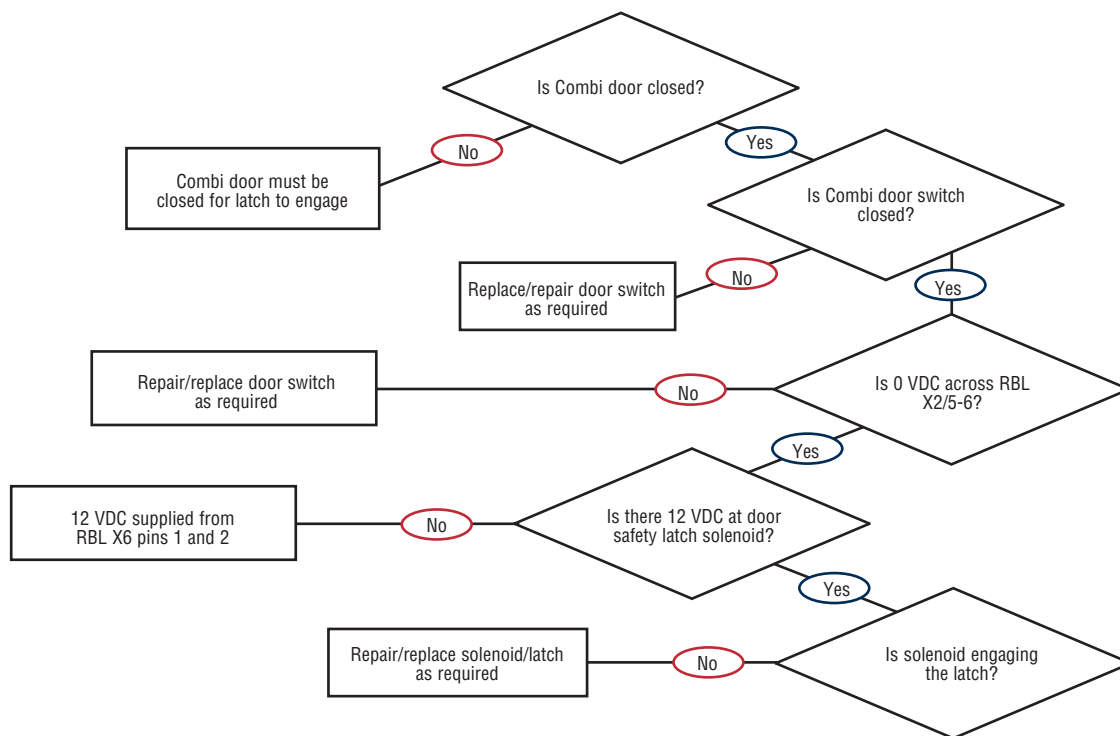 Is Combi door closed?
No
Yes
Combi door must be
closed for latch to engage
Is Combi door switch
closed?
No
Yes
Replace/repair door switch
as required
Repair/replace door switch
as required
No
Is 0 VDC across RBL
X2/5-6?
Yes
12 VDC supplied from
RBL X6 pins 1 and 2
No
Is there 12 VDC at door
safety latch solenoid?
Yes
Repair/replace solenoid/latch
as required
No
Is solenoid engaging
the latch?